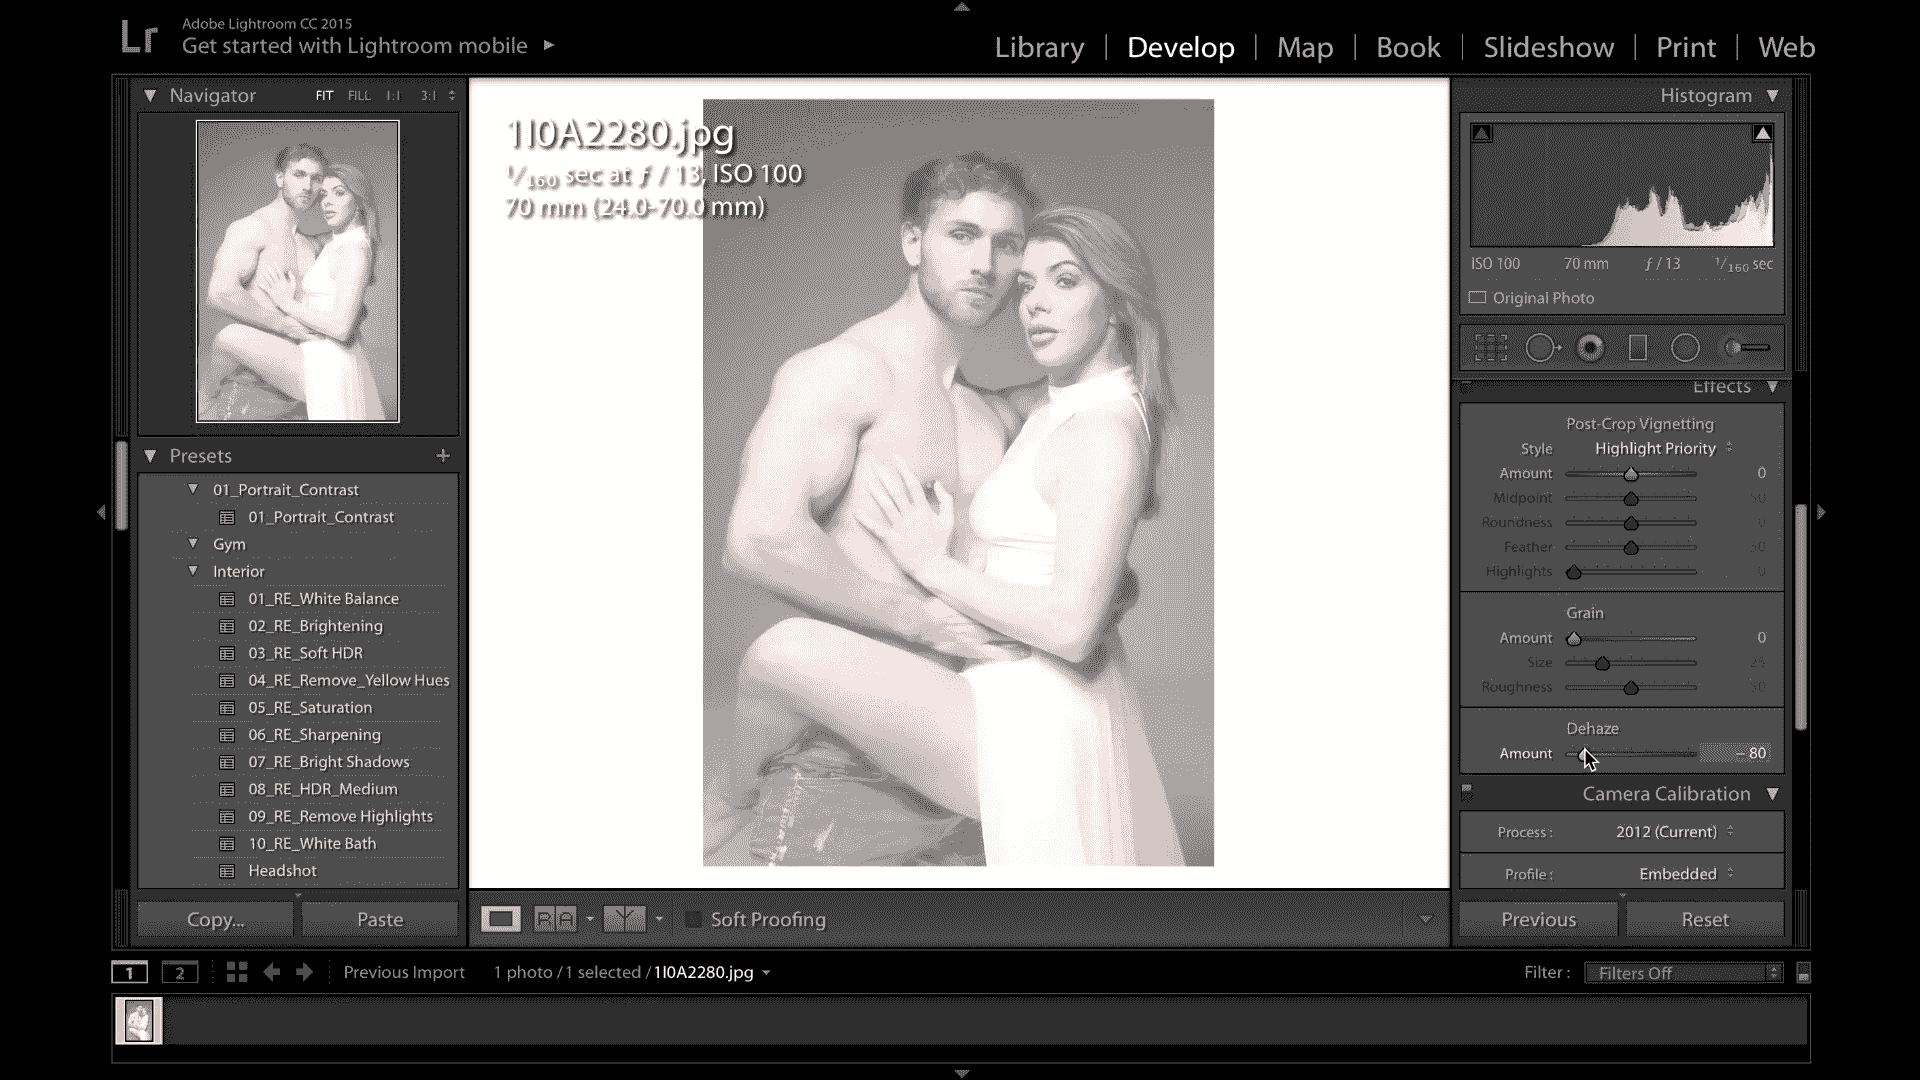 Lr
Adobe Lightroom CC 2015
Get started with Lightroom mobile
Library | Develop | Map | Book | Slideshow | Print | Web
Navigator FIT FILL 1:1 3:1
Histogram
1I0A2280.jpg
1/160 sec at ƒ / 13, ISO 100
70 mm (24.0-70.0 mm)
ISO 100 70 mm ƒ / 13 1/160 sec
Original Photo
Presets +
01_Portrait_Contrast
01_Portrait_Contrast
Gym
Interior
01_RE_White Balance
02_RE_Brightening
03_RE_Soft HDR
04_RE_Remove_Yellow Hues
05_RE_Saturation
06_RE_Sharpening
07_RE_Bright Shadows
08_RE_HDR_Medium
09_RE_Remove Highlights
10_RE_White Bath
Headshot
Copy...
Paste
Effects
Post-Crop Vignetting
Style Highlight Priority
Amount 0
Midpoint 50
Roundness 0
Feather 50
Highlights 0
Grain
Amount 0
Size 25
Roughness 50
Dehaze
Amount – 80
Camera Calibration
Process : 2012 (Current)
Profile : Embedded
Previous
Reset
R A Y Soft Proofing
1 2 Previous Import 1 photo / 1 selected / 1I0A2280.jpg
Filter : Filters Off